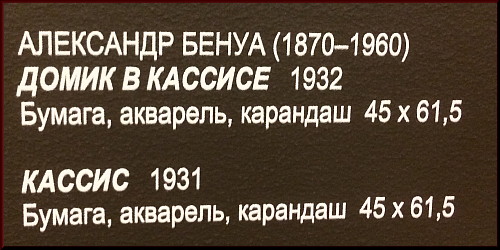 АЛЕКСАНДР БЕНУА (1870–1960)
ДОМИК В КАССИСЕ 1932
Бумага, акварель, карандаш 45 x 61,5
КАССИС 1931
Бумага, акварель, карандаш 45 x 61,5